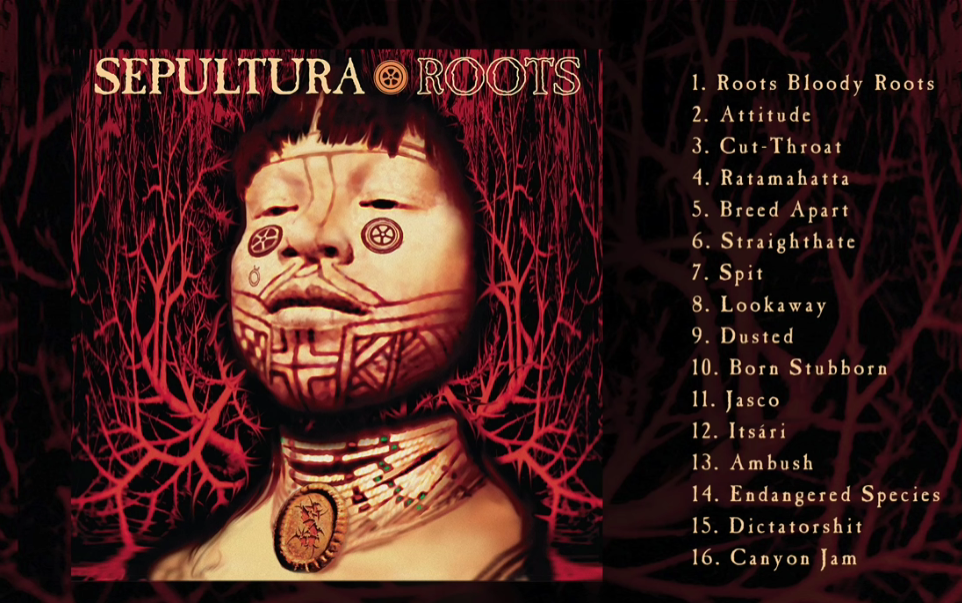 SEPULTURA ROOTS
1. Roots Bloody Roots
2. Attitude
3. Cut-Throat
4. Ratamahatta
5. Breed Apart
6. Straighthate
7. Spit
8. Lookaway
9. Dusted
10. Born Stubborn
11. Jasco
12. Itsári
13. Ambush
14. Endangered Species
15. Dictatorshit
16. Canyon Jam